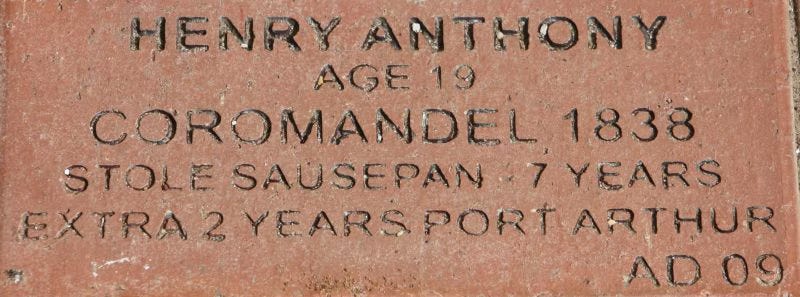 HENRY ANTHONY
AGE 19
COROMANDEL 1838
STOLE SAUSEPAN 7 YEARS
EXTRA 2 YEARS PORT ARTHUR
AD 09